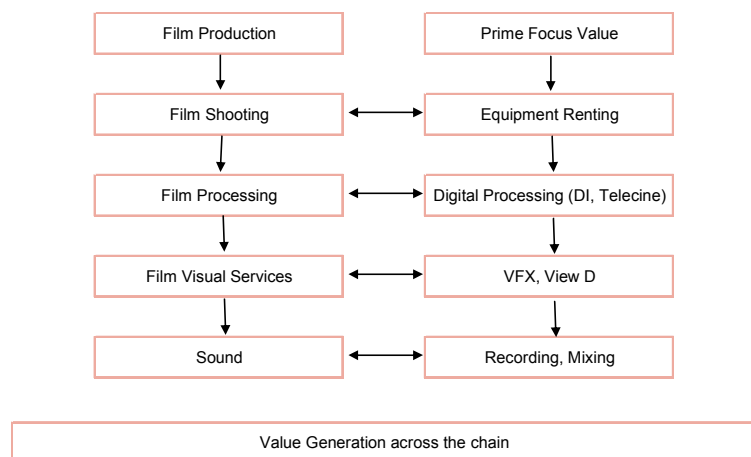 Film Production
Prime Focus Value
Film Shooting
Equipment Renting
Film Processing
Digital Processing (DI, Telecine)
Film Visual Services
VFX, View D
Sound
Recording, Mixing
Value Generation across the chain